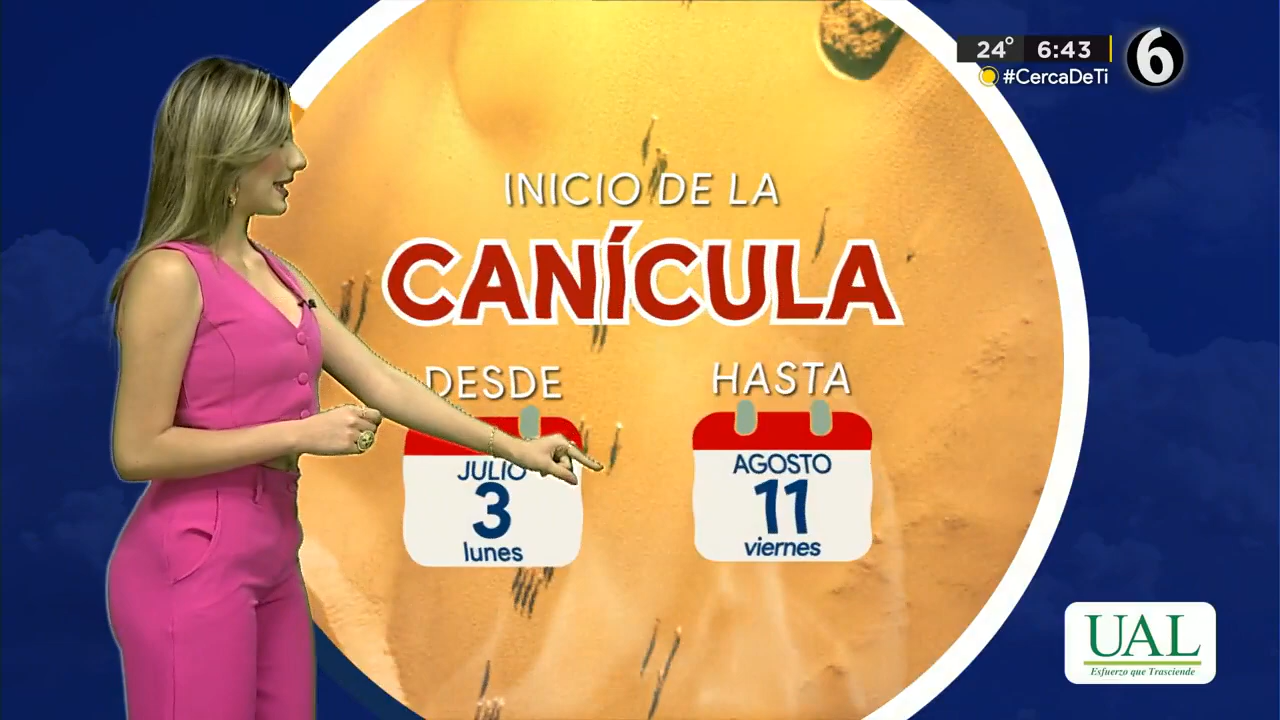 24° 6:43
6
#CercaDeTi
INICIO DE LA
CANÍCULA
DESDE
HASTA
JULIO
3
lunes
AGOSTO
11
viernes
UAL
Esfuerzo que Trasciende